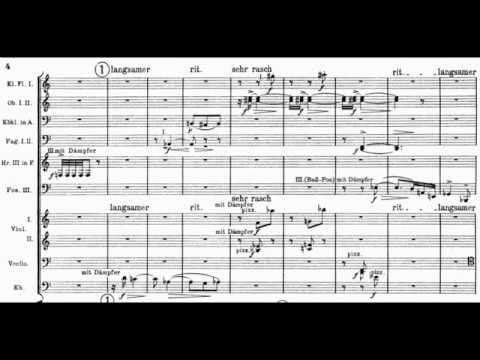 4
1 langsamer rit. sehr rasch rit. . . langsamer
Kl. Fl. I.
Ob. I. II.
Klkl. in A
Fag. I. II.
III mit Dämpfer
Hr. III in F
III.(Baß-Pos) mit Dämpfer
Pos. III.
langsamer rit. sehr rasch rit. . . langsamer
mit Dämpfer pizz.
I.
Viol.
mit Dämpfer
II.
pizz.
pizz.
Vcello.
mit Dämpfer
Kb.
1